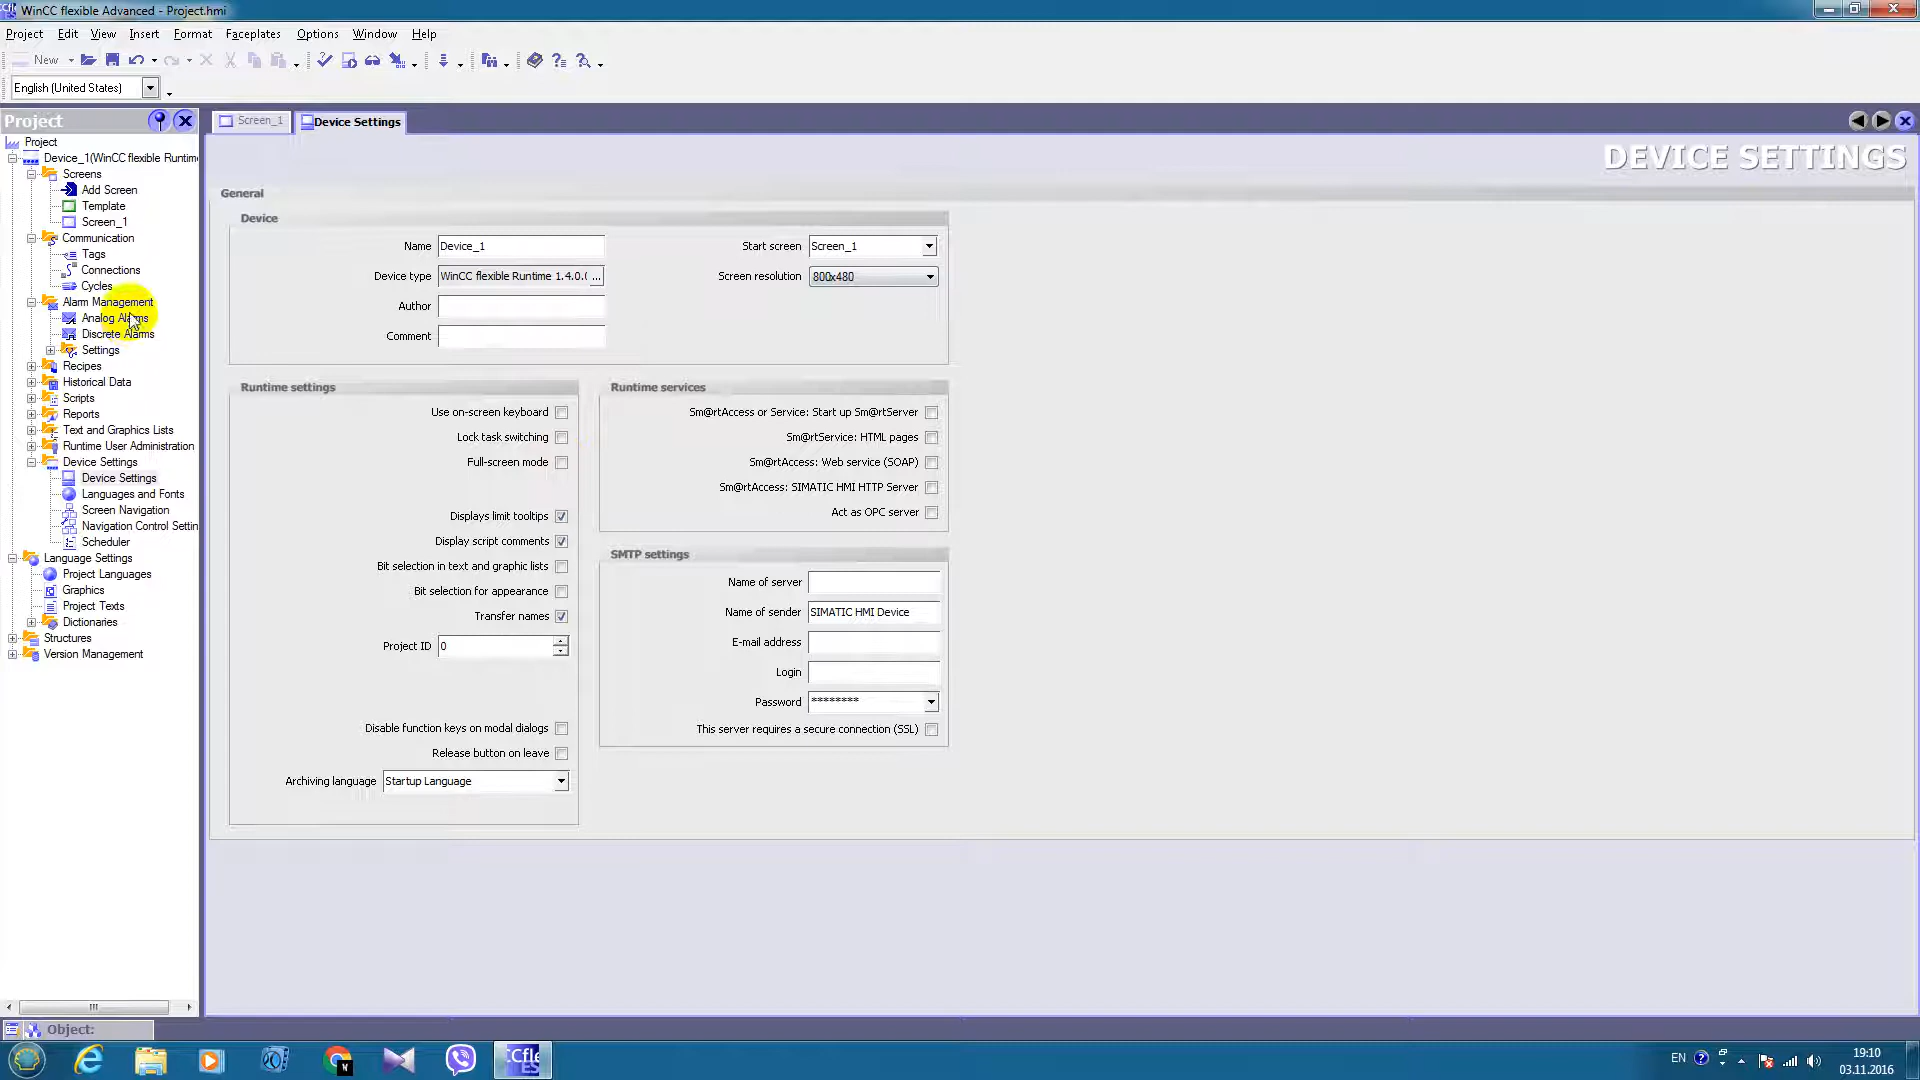 WinCC flexible Advanced - Project.hmi
Project Edit View Insert Format Faceplates Options Window Help
New
English (United States)
Project
Screen_1
Device Settings
Project
Device_1(WinCC flexible Runtime
Screens
Add Screen
Template
Screen_1
Communication
Tags
Connections
Cycles
Alarm Management
Analog Alarms
Discrete Alarms
Settings
Recipes
Historical Data
Scripts
Reports
Text and Graphics Lists
Runtime User Administration
Device Settings
Device Settings
Languages and Fonts
Screen Navigation
Navigation Control Settin
Scheduler
Language Settings
Project Languages
Graphics
Project Texts
Dictionaries
Structures
Version Management
Object:
DEVICE SETTINGS
General
Device
Name Device_1
Device type WinCC flexible Runtime 1.4.0.( ...
Author
Comment
Start screen Screen_1
Screen resolution 800x480
Runtime settings
Use on-screen keyboard
Lock task switching
Full-screen mode
Displays limit tooltips
Display script comments
Bit selection in text and graphic lists
Bit selection for appearance
Transfer names
Project ID 0
Disable function keys on modal dialogs
Release button on leave
Archiving language Startup Language
Runtime services
Sm@rtAccess or Service: Start up Sm@rtServer
Sm@rtService: HTML pages
Sm@rtAccess: Web service (SOAP)
Sm@rtAccess: SIMATIC HMI HTTP Server
Act as OPC server
SMTP settings
Name of server
Name of sender SIMATIC HMI Device
E-mail address
Login
Password ********
This server requires a secure connection (SSL)
EN
19:10
03.11.2016